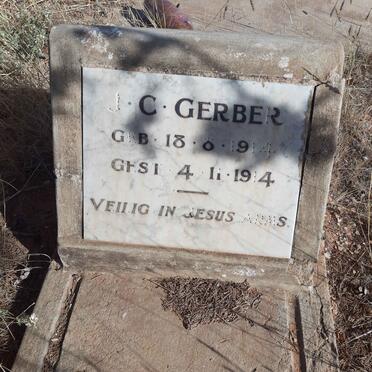 J · C · GERBER
GEB · 18 · 8 · 1914
GEST · 4 · 11 · 1914
VEILIG IN JESUS ARMS